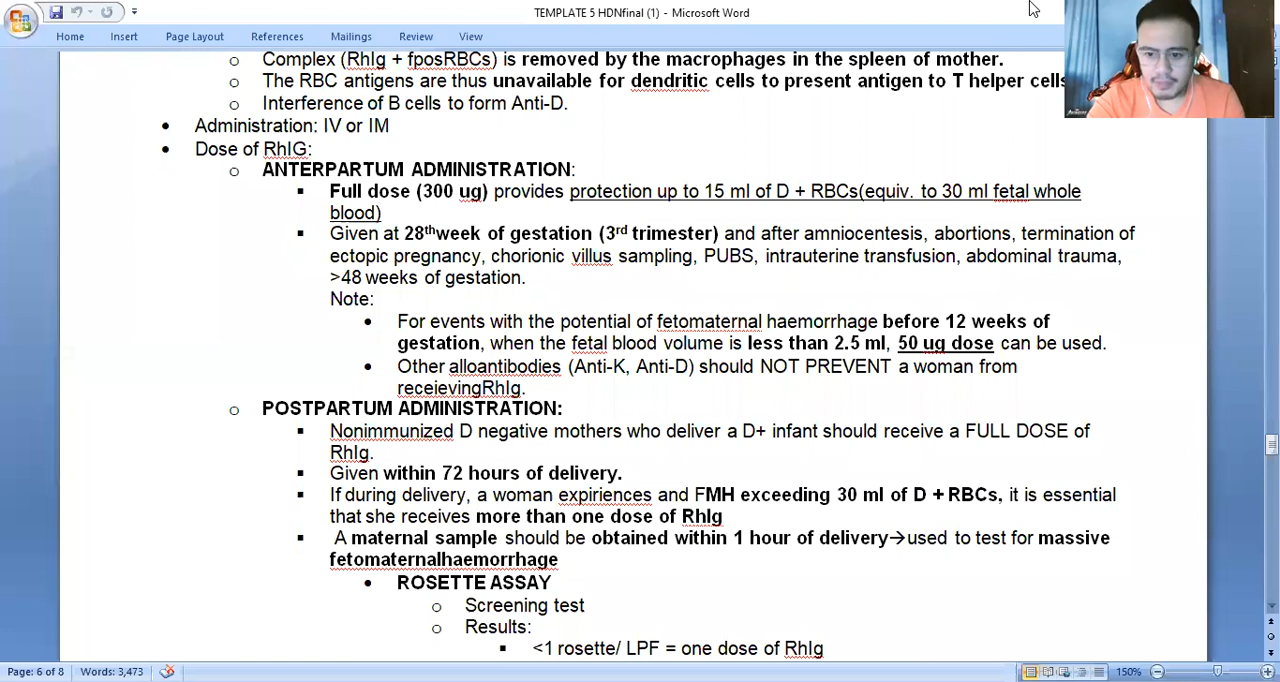 TEMPLATE 5 HDNfinal (1) - Microsoft Word
Home Insert Page Layout References Mailings Review View
o Complex (RhIg + fposRBCs) is removed by the macrophages in the spleen of mother.
o The RBC antigens are thus unavailable for dendritic cells to present antigen to T helper cells
o Interference of B cells to form Anti-D.
• Administration: IV or IM
• Dose of RhIG:
o ANTERPARTUM ADMINISTRATION:
▪ Full dose (300 ug) provides protection up to 15 ml of D + RBCs(equiv. to 30 ml fetal whole
blood)
▪ Given at 28thweek of gestation (3rd trimester) and after amniocentesis, abortions, termination of
ectopic pregnancy, chorionic villus sampling, PUBS, intrauterine transfusion, abdominal trauma,
>48 weeks of gestation.
Note:
• For events with the potential of fetomaternal haemorrhage before 12 weeks of
gestation, when the fetal blood volume is less than 2.5 ml, 50 ug dose can be used.
• Other alloantibodies (Anti-K, Anti-D) should NOT PREVENT a woman from
receievingRhIg.
o POSTPARTUM ADMINISTRATION:
▪ Nonimmunized D negative mothers who deliver a D+ infant should receive a FULL DOSE of
RhIg.
▪ Given within 72 hours of delivery.
▪ If during delivery, a woman expiriences and FMH exceeding 30 ml of D + RBCs, it is essential
that she receives more than one dose of RhIg
▪ A maternal sample should be obtained within 1 hour of delivery→used to test for massive
fetomaternalhaemorrhage
• ROSETTE ASSAY
o Screening test
o Results:
▪ <1 rosette/ LPF = one dose of RhIg
Page: 6 of 8 Words: 3,473 150%